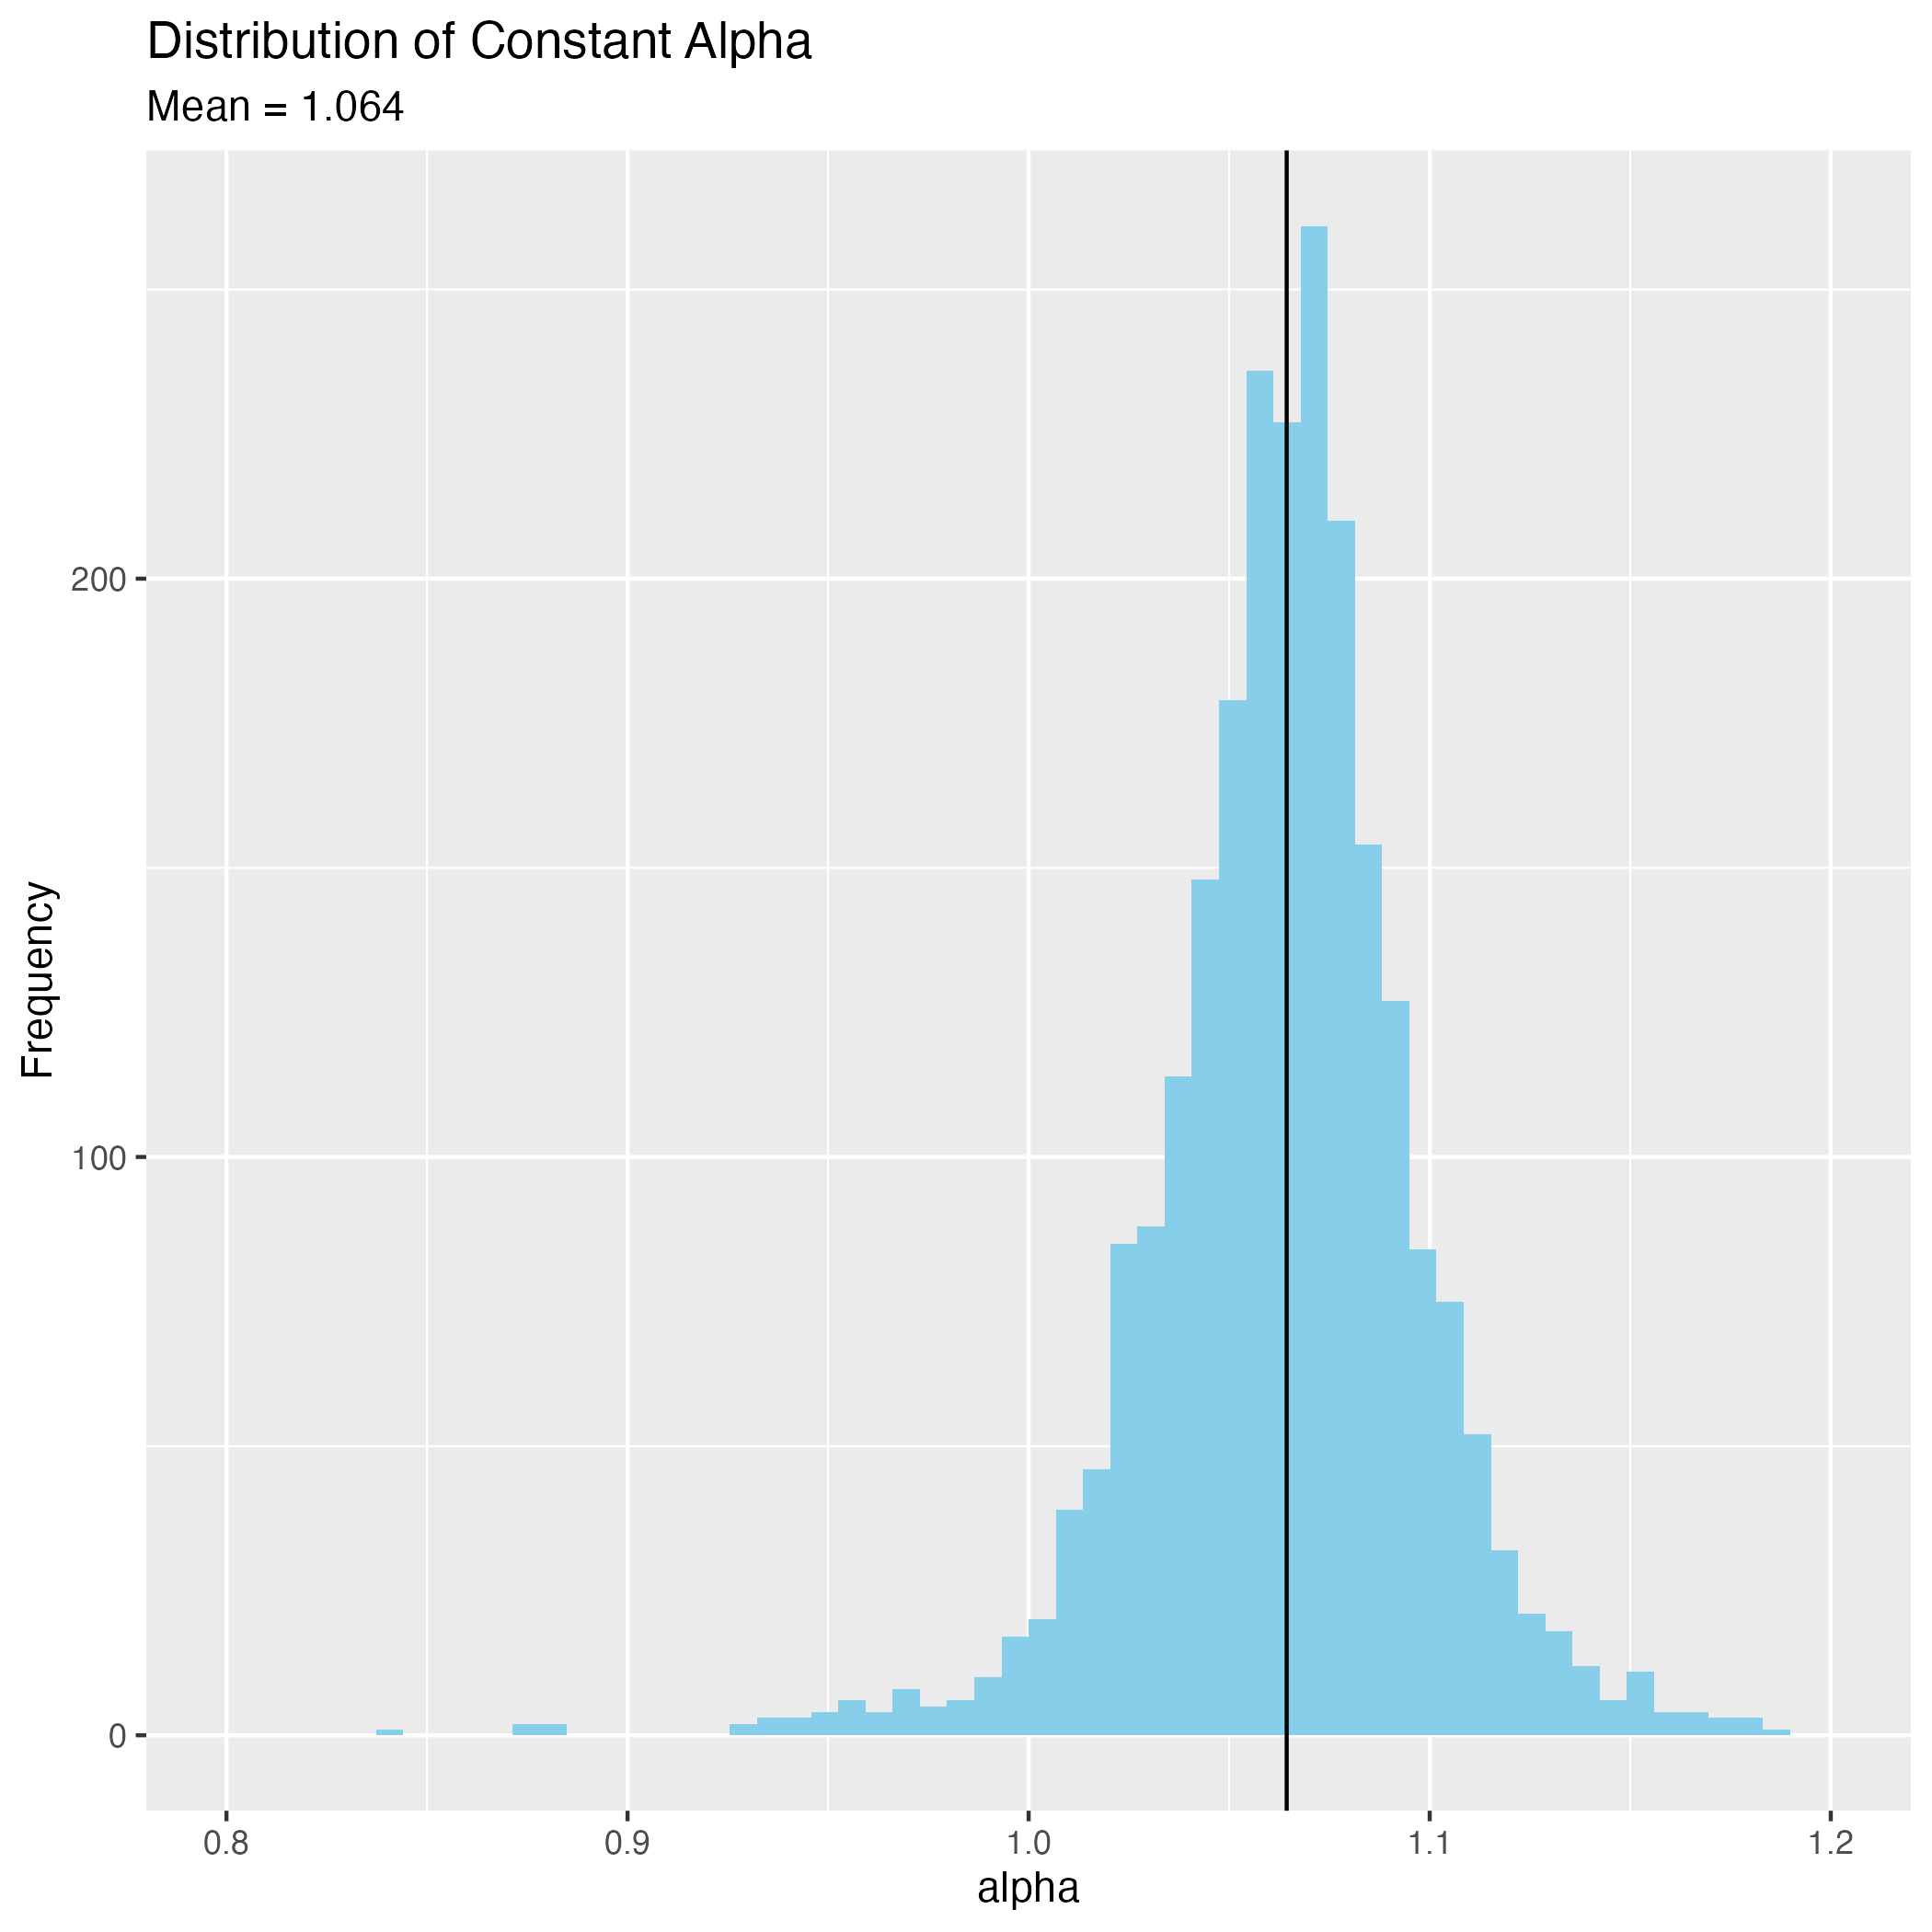 Distribution of Constant Alpha
Mean = 1.064
Frequency
200
100
0
0.8 0.9 1.0 1.1 1.2
alpha